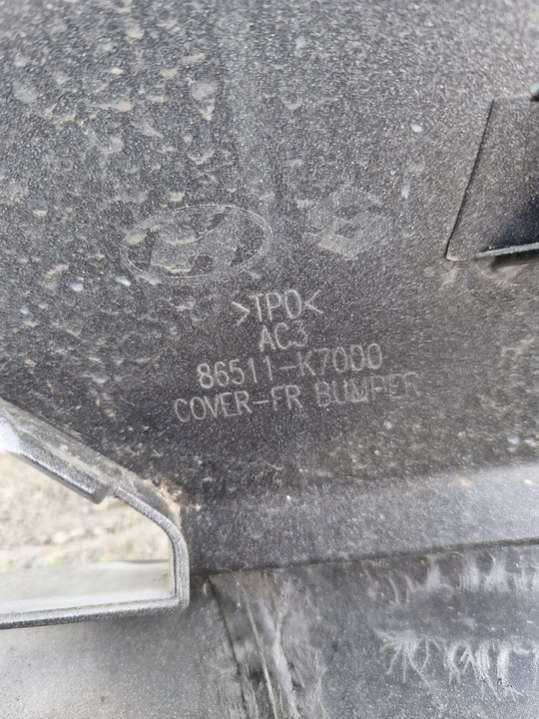 >TPO<
AC3
86511-K7000
COVER-FR BUMPER